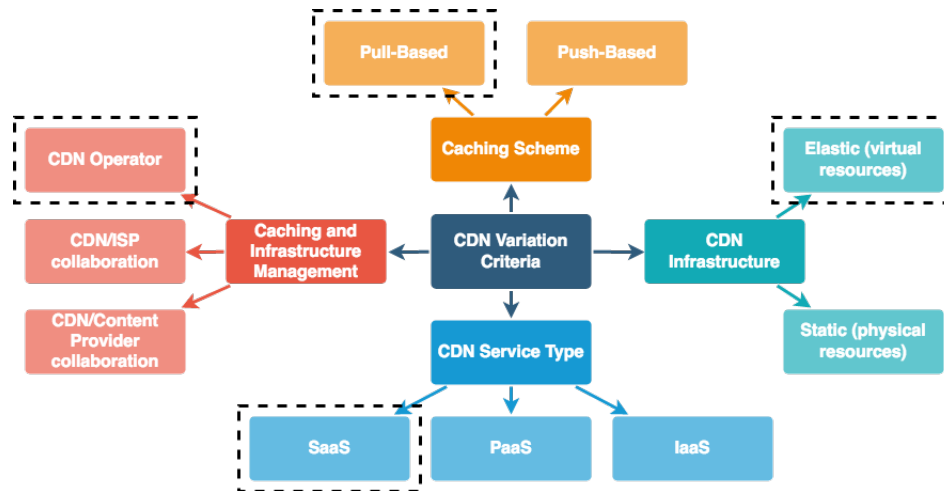 Pull-Based
Push-Based
CDN Operator
Caching Scheme
Elastic (virtual
resources)
CDN/ISP
collaboration
Caching and
Infrastructure
Management
CDN Variation
Criteria
CDN
Infrastructure
CDN/Content
Provider
collaboration
CDN Service Type
Static (physical
resources)
SaaS
PaaS
IaaS